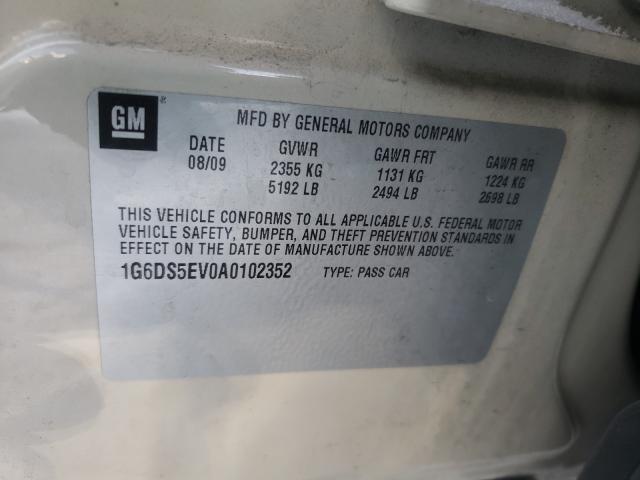 GM ®
MFD BY GENERAL MOTORS COMPANY
DATE GVWR GAWR FRT GAWR RR
08/09 2355 KG 1131 KG 1224 KG
5192 LB 2494 LB 2698 LB
THIS VEHICLE CONFORMS TO ALL APPLICABLE U.S. FEDERAL MOTOR
VEHICLE SAFETY, BUMPER, AND THEFT PREVENTION STANDARDS IN
EFFECT ON THE DATE OF MANUFACTURE SHOWN ABOVE.
1G6DS5EV0A0102352 TYPE: PASS CAR